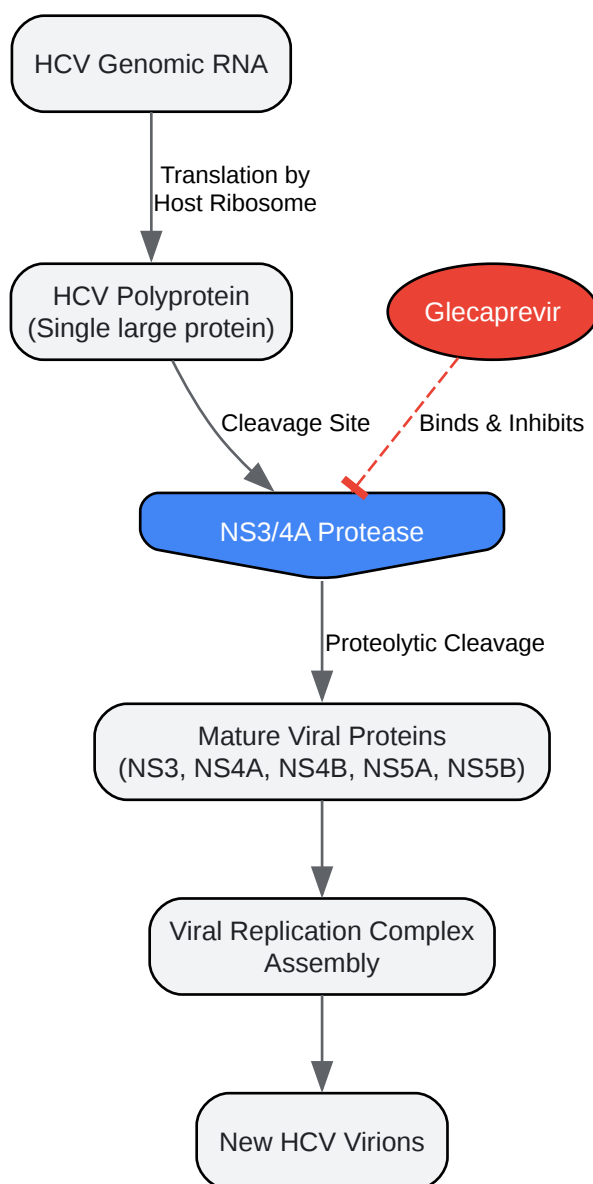 HCV Genomic RNA
Translation by
Host Ribosome
HCV Polyprotein
(Single large protein)
Glecaprevir
Cleavage Site
Binds & Inhibits
NS3/4A Protease
Proteolytic Cleavage
Mature Viral Proteins
(NS3, NS4A, NS4B, NS5A, NS5B)
Viral Replication Complex
Assembly
New HCV Virions